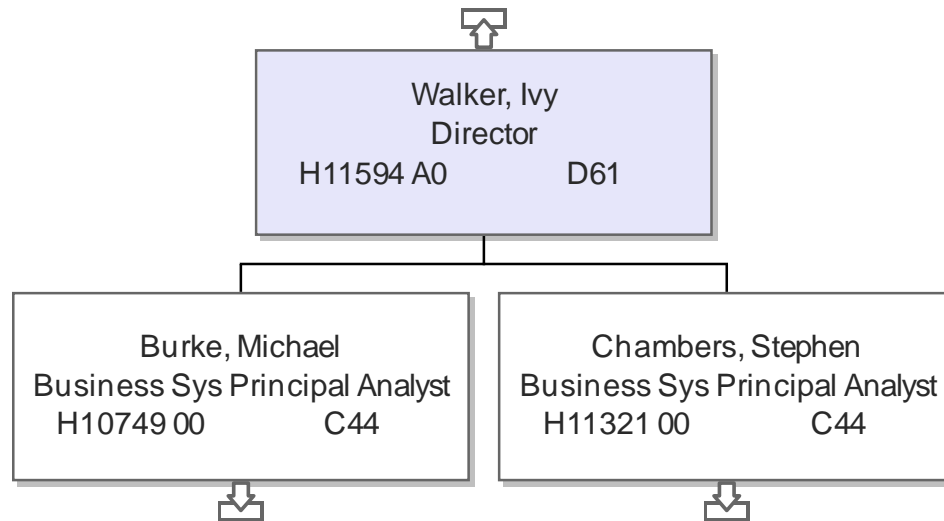 Walker, Ivy
Director
H11594 A0 D61
Burke, Michael
Business Sys Principal Analyst
H10749 00 C44
Chambers, Stephen
Business Sys Principal Analyst
H11321 00 C44